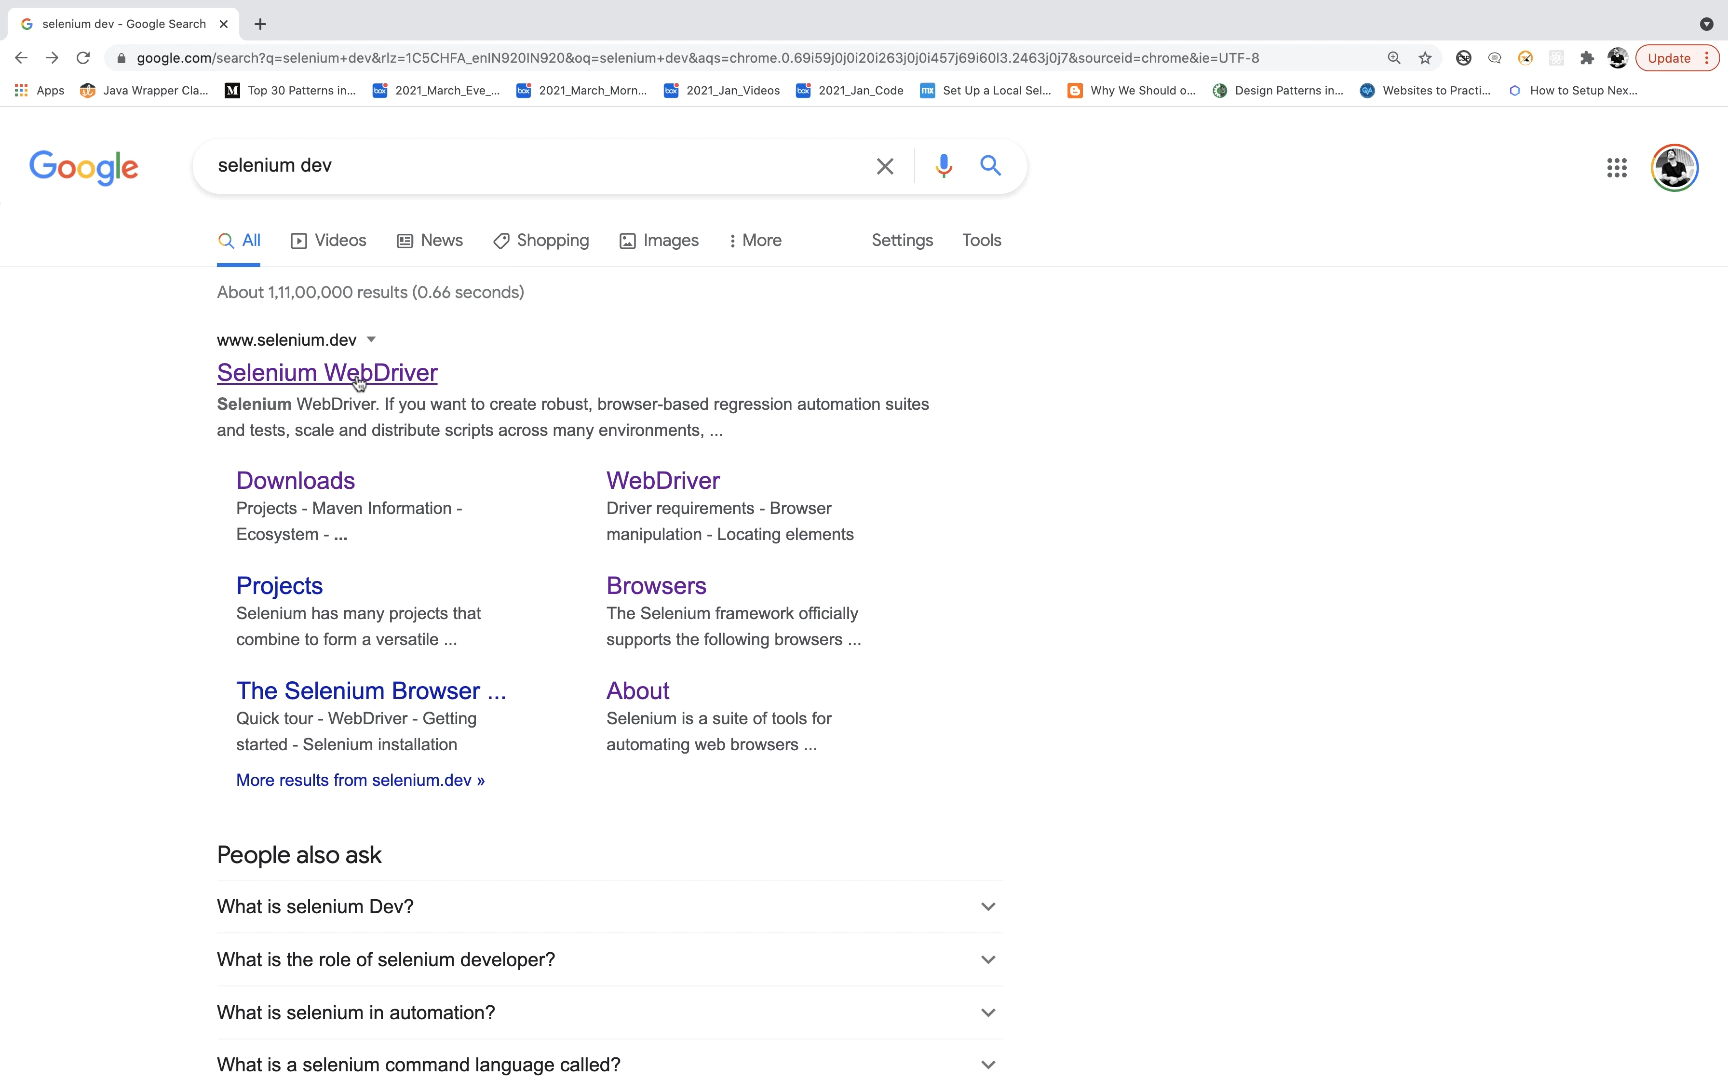 selenium dev - Google Search
google.com/search?q=selenium+dev&rlz=1C5CHFA_enIN920IN920&oq=selenium+dev&aqs=chrome.0.69i59j0j0i20i263j0j0i457j69i60l3.2463j0j7&sourceid=chrome&ie=UTF-8
Update
Apps Java Wrapper Cla... Top 30 Patterns in... 2021_March_Eve_... 2021_March_Morn... 2021_Jan_Videos 2021_Jan_Code Set Up a Local Sel... Why We Should o... Design Patterns in... Websites to Practi... How to Setup Nex...
Google
selenium dev
All Videos News Shopping Images More Settings Tools
About 1,11,00,000 results (0.66 seconds)
www.selenium.dev
Selenium WebDriver
Selenium WebDriver. If you want to create robust, browser-based regression automation suites
and tests, scale and distribute scripts across many environments, ...
Downloads
Projects - Maven Information -
Ecosystem - ...
WebDriver
Driver requirements - Browser
manipulation - Locating elements
Projects
Selenium has many projects that
combine to form a versatile ...
Browsers
The Selenium framework officially
supports the following browsers ...
The Selenium Browser ...
Quick tour - WebDriver - Getting
started - Selenium installation
About
Selenium is a suite of tools for
automating web browsers ...
More results from selenium.dev »
People also ask
What is selenium Dev?
What is the role of selenium developer?
What is selenium in automation?
What is a selenium command language called?